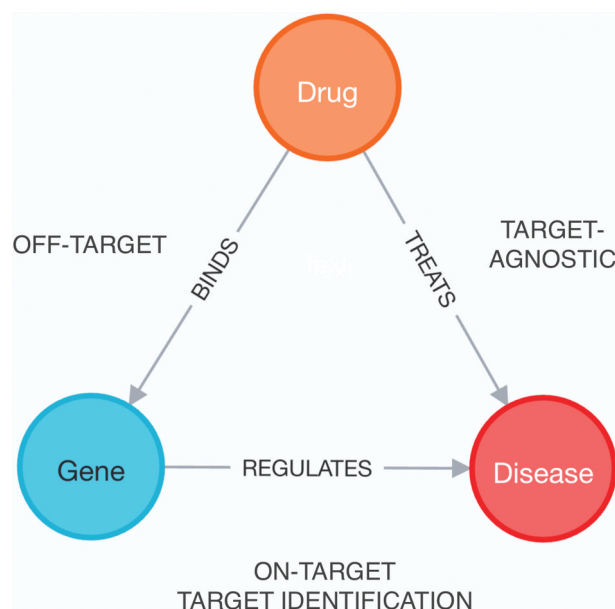 Drug
OFF-TARGET
BINDS
TREATS
TARGET-
AGNOSTIC
Gene
REGULATES
Disease
ON-TARGET
TARGET IDENTIFICATION